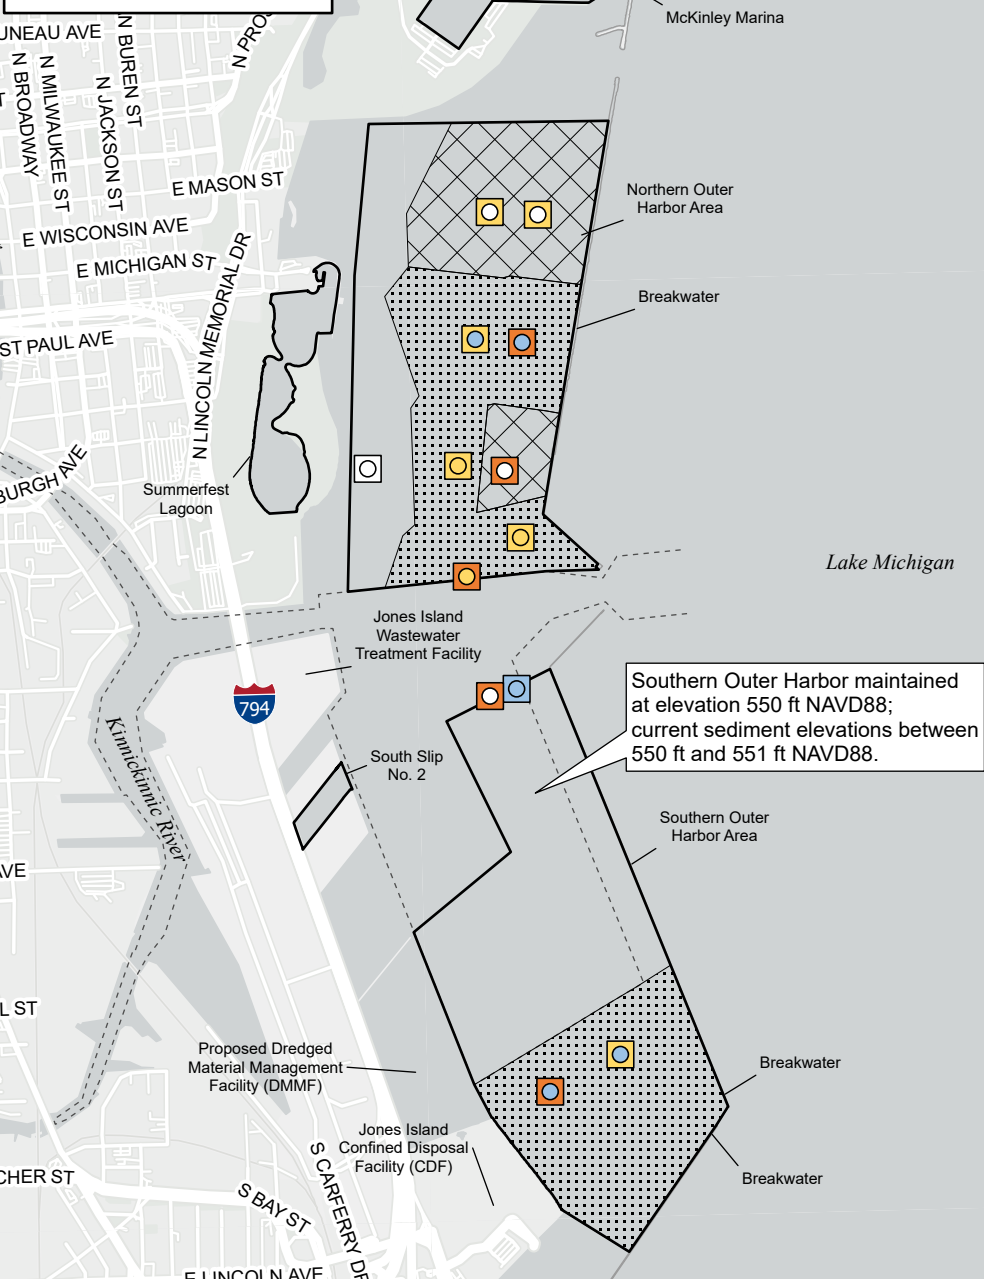 McKinley Marina
UNEAU AVE
N BROADWAY
N MILWAUKEE ST
N JACKSON ST
N BUREN ST
N PROS
E MASON ST
E WISCONSIN AVE
E MICHIGAN ST
ST PAUL AVE
N LINCOLN MEMORIAL DR
BURGH AVE
Northern Outer
Harbor Area
Breakwater
Summerfest
Lagoon
Lake Michigan
Jones Island
Wastewater
Treatment Facility
794
Southern Outer Harbor maintained
at elevation 550 ft NAVD88;
current sediment elevations between
550 ft and 551 ft NAVD88.
Kinnickinnic River
South Slip
No. 2
Southern Outer
Harbor Area
AVE
L ST
Proposed Dredged
Material Management
Facility (DMMF)
Breakwater
Jones Island
Confined Disposal
Facility (CDF)
Breakwater
CHER ST
S BAY ST
S CARFERRY DR
E LINCOLN AVE